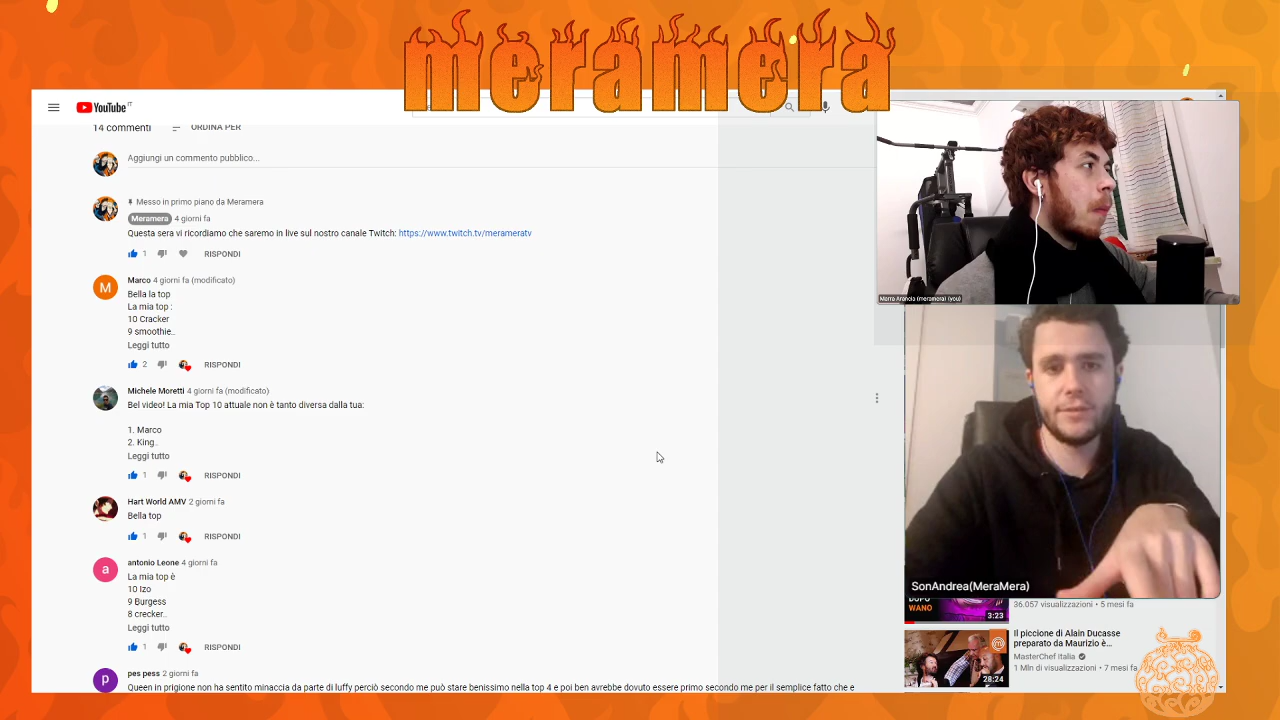 meramera
YouTube IT
14 commenti ORDINA PER
Aggiungi un commento pubblico...
Messo in primo piano da Meramera
Meramera 4 giorni fa
Questa sera vi ricordiamo che saremo in live sul nostro canale Twitch: https://www.twitch.tv/merameratv
1 RISPONDI
Marco 4 giorni fa (modificato)
Bella la top
La mia top :
10 Cracker
9 smoothie..
Leggi tutto
2 RISPONDI
Michele Moretti 4 giorni fa (modificato)
Bel video! La mia Top 10 attuale non è tanto diversa dalla tua:
1. Marco
2. King..
Leggi tutto
1 RISPONDI
Hart World AMV 2 giorni fa
Bella top
1 RISPONDI
antonio Leone 4 giorni fa
La mia top è
10 Izo
9 Burgess
8 crecker..
Leggi tutto
1 RISPONDI
pes pess 2 giorni fa
Queen in prigione non ha sentito minaccia da parte di luffy perciò secondo me può stare benissimo nella top 4 e poi ben avrebbe dovuto essere primo secondo me per il semplice fatto che e
M
a
p
Marra Arancia (meramera) (you)
SonAndrea(MeraMera)
DOPO
WANO
3:23
36.057 visualizzazioni • 5 mesi fa
Il piccione di Alain Ducasse
preparato da Maurizio è...
MasterChef Italia
1 Mln di visualizzazioni • 7 mesi fa
28:24